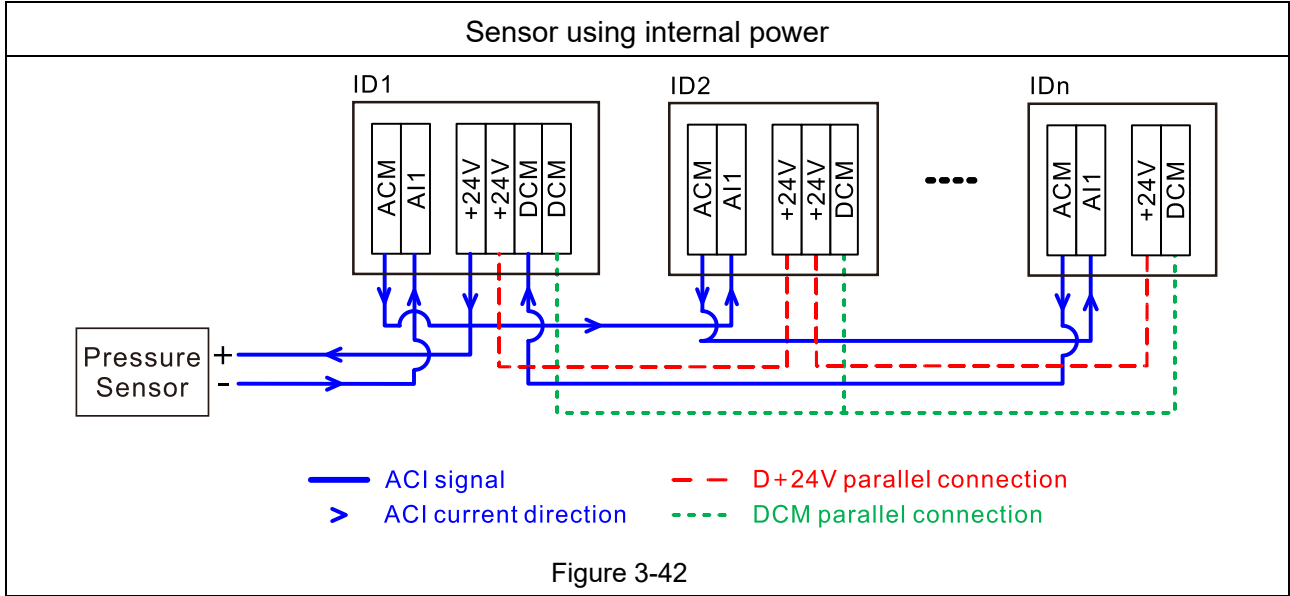 Sensor using internal power
ID1
ID2
IDn
ACM
AI1
+24V
+24V
DCM
DCM
ACM
AI1
+24V
+24V
DCM
ACM
AI1
+24V
DCM
Pressure
Sensor
+
-
ACI signal
ACI current direction
D+24V parallel connection
DCM parallel connection
Figure 3-42